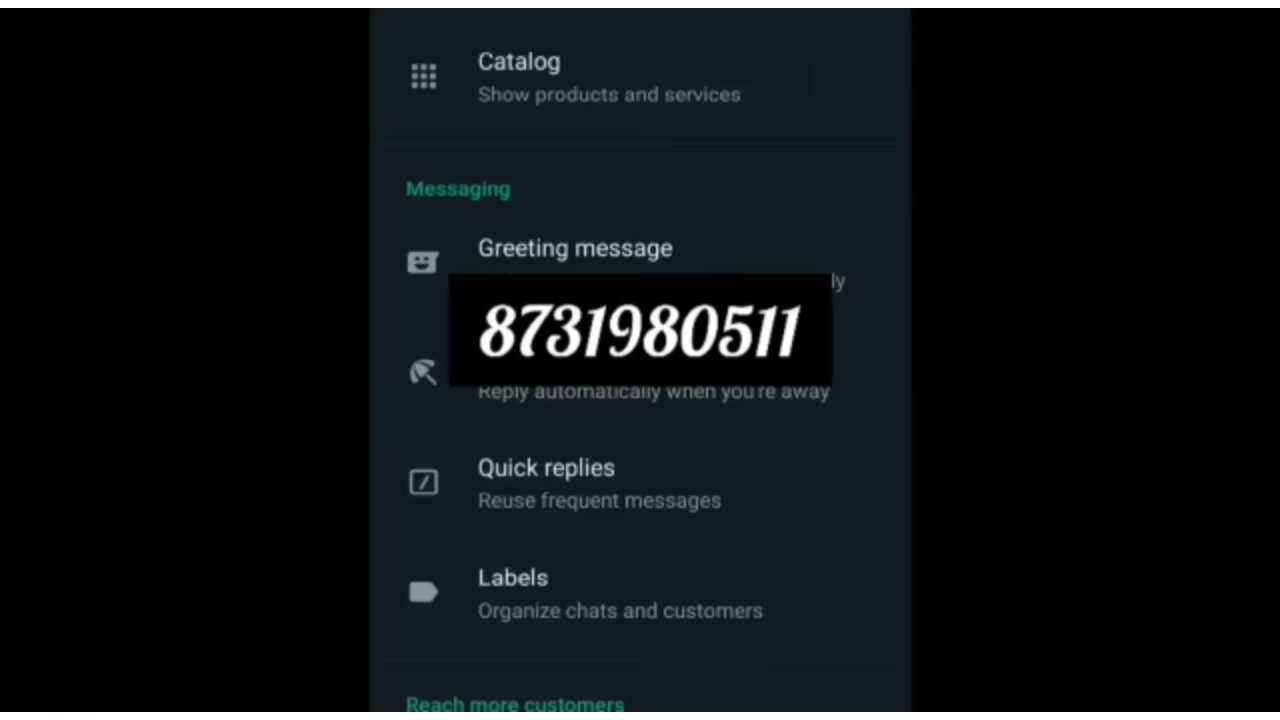 Catalog
Show products and services
Messaging
Greeting message
ly
8731980511
Reply automatically when you're away
Quick replies
Reuse frequent messages
Labels
Organize chats and customers
Reach more customers